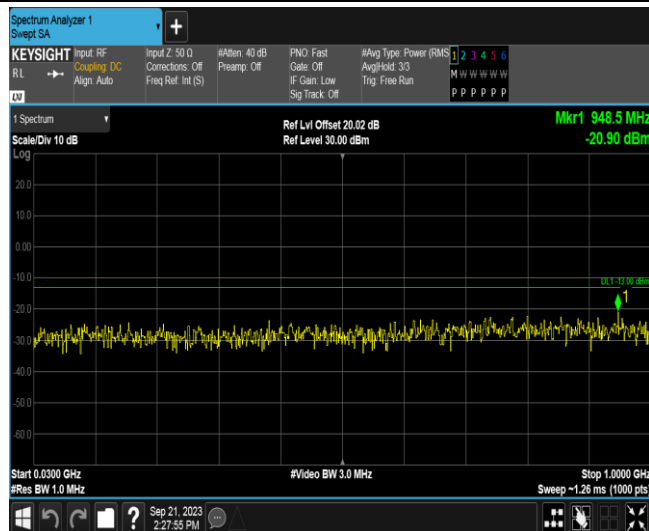 Spectrum Analyzer 1
Swept SA
+
KEYSIGHT
RL
LXI
Input: RF
Coupling: DC
Align: Auto
Input Z: 50 Ω
Corrections: Off
Freq Ref: Int (S)
#Atten: 40 dB
Preamp: Off
PNO: Fast
Gate: Off
IF Gain: Low
Sig Track: Off
#Avg Type: Power (RMS
Avg|Hold: 3/3
Trig: Free Run
1 2 3 4 5 6
M W W W W W
P P P P P P
1 Spectrum
Scale/Div 10 dB
Ref Lvl Offset 20.02 dB
Ref Level 30.00 dBm
Mkr1 948.5 MHz
-20.90 dBm
Log
20.0
10.0
0.00
-10.0
DL1 -13.00 dBm
1
-20.0
-30.0
-40.0
-50.0
-60.0
Start 0.0300 GHz
#Res BW 1.0 MHz
#Video BW 3.0 MHz
Stop 1.0000 GHz
Sweep ~1.26 ms (1000 pts)
?
Sep 21, 2023
2:27:55 PM